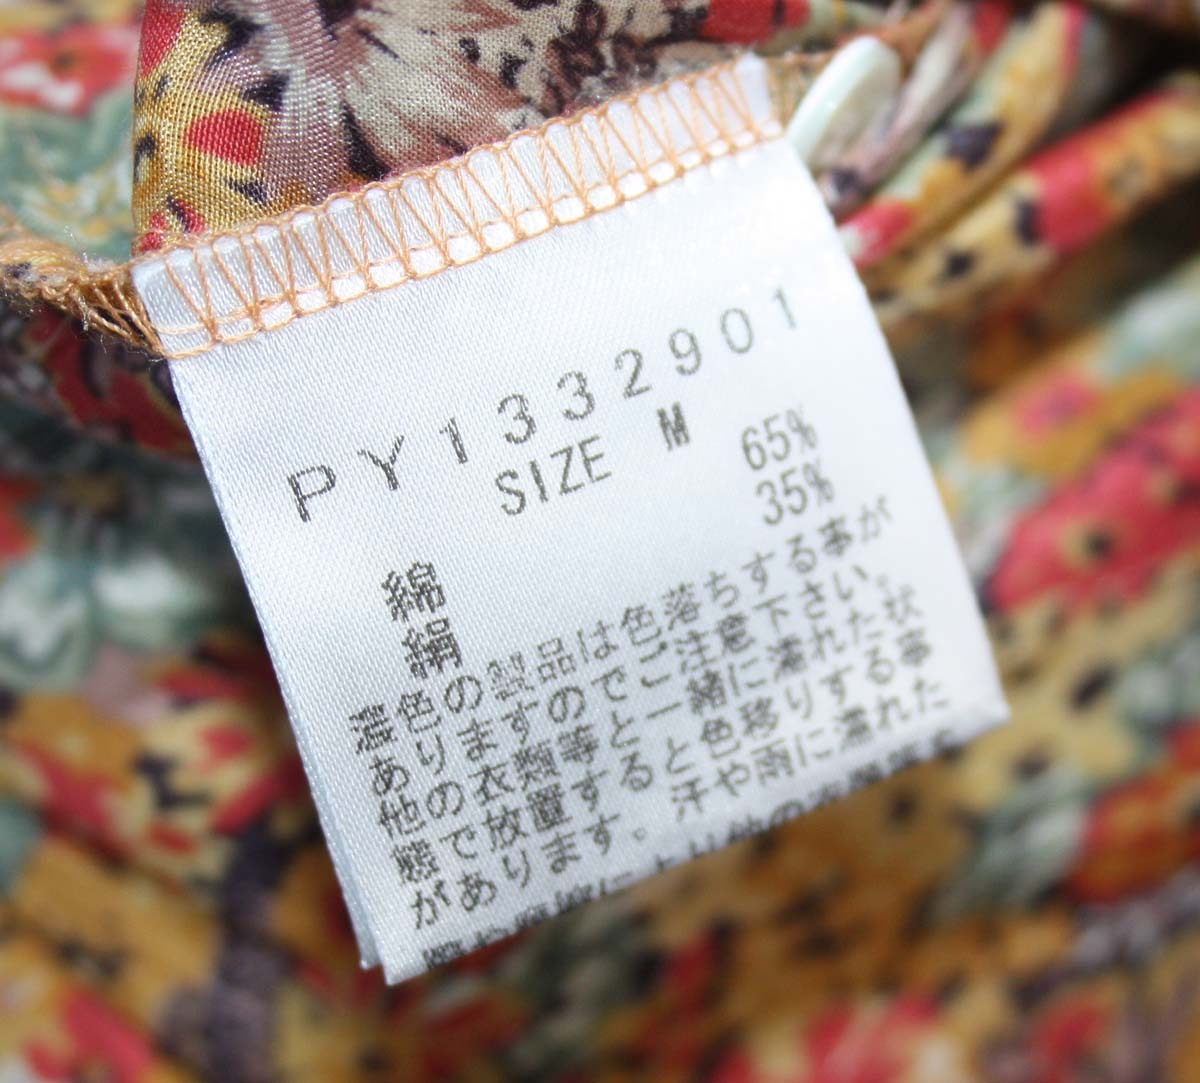 PY1332901
SIZE M
綿 65%
絹 35%
濃色の製品は色落ちする事が
ありますのでご注意下さい。
他の衣類等と一緒に濡れた状
態で放置すると色移りする事
があります。汗や雨に濡れた